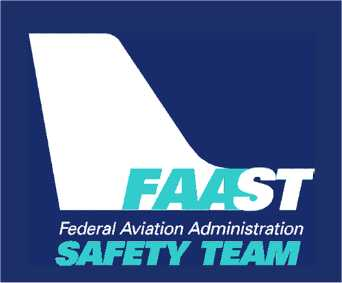 FAAST
Federal Aviation Administration
SAFETY TEAM